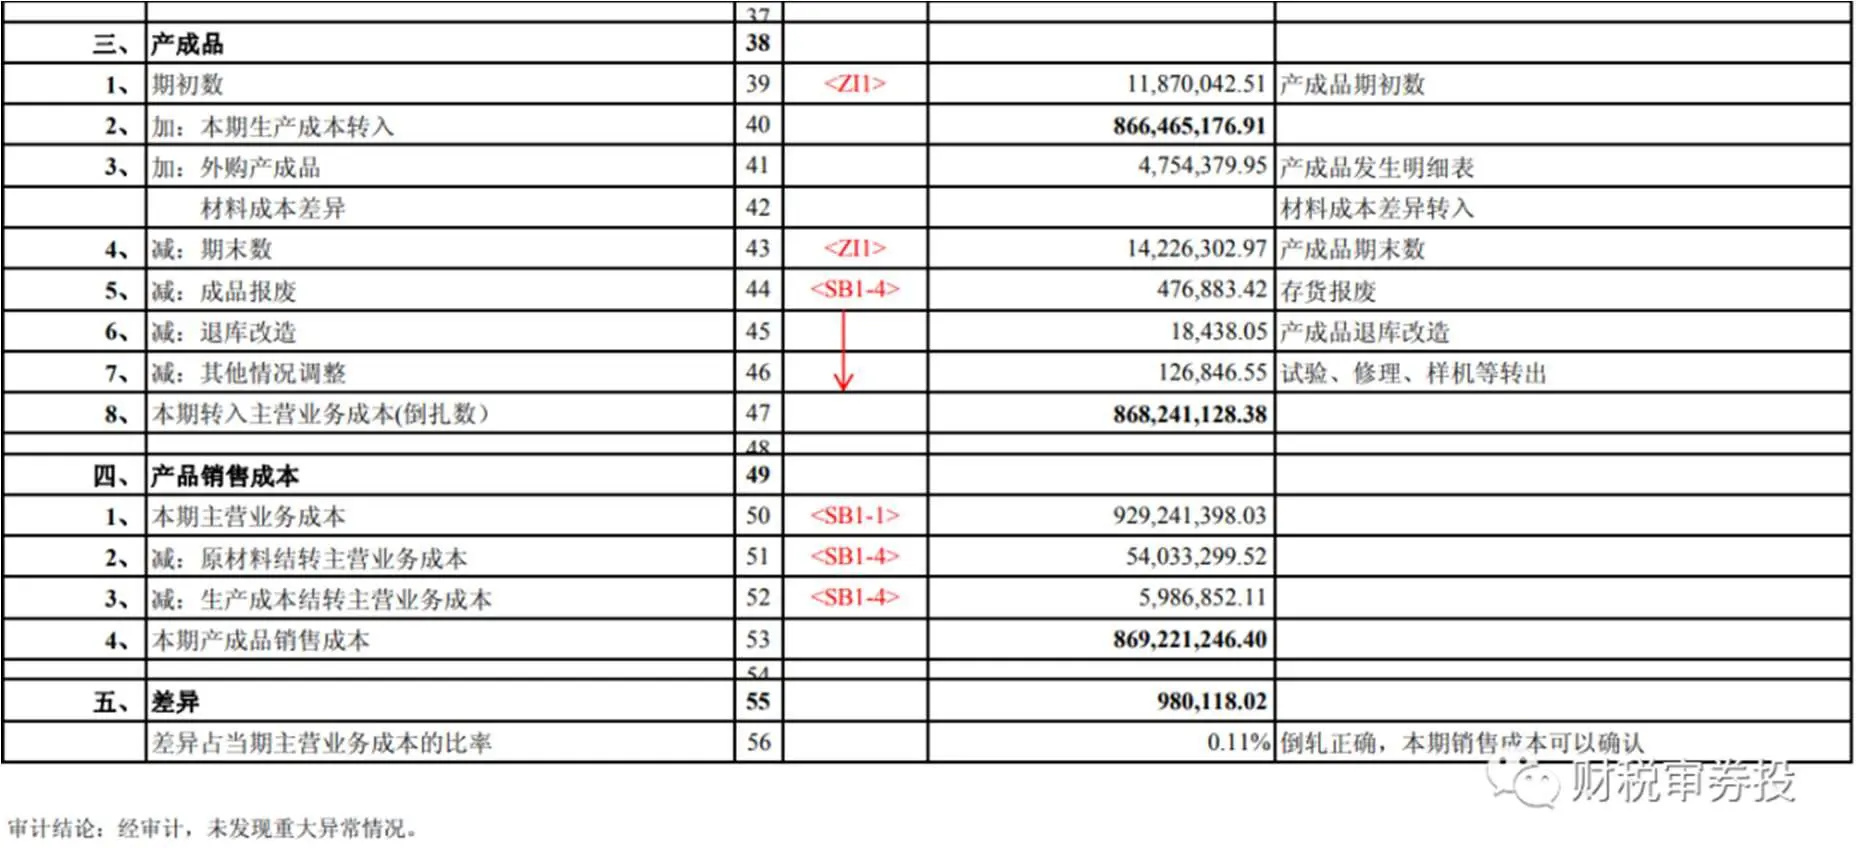 37
三、 产成品 38
1、 期初数 39 <ZI1> 11,870,042.51 产成品期初数
2、 加：本期生产成本转入 40 866,465,176.91
3、 加：外购产成品 41 4,754,379.95 产成品发生明细表
材料成本差异 42 材料成本差异转入
4、 减：期末数 43 <ZI1> 14,226,302.97 产成品期末数
5、 减：成品报废 44 <SB1-4> 476,883.42 存货报废
6、 减：退库改造 45 18,438.05 产成品退库改造
7、 减：其他情况调整 46 126,846.55 试验、修理、样机等转出
8、 本期转入主营业务成本(倒扎数） 47 868,241,128.38
48
四、 产品销售成本 49
1、 本期主营业务成本 50 <SB1-1> 929,241,398.03
2、 减：原材料结转主营业务成本 51 <SB1-4> 54,033,299.52
3、 减：生产成本结转主营业务成本 52 <SB1-4> 5,986,852.11
4、 本期产成品销售成本 53 869,221,246.40
54
五、 差异 55 980,118.02
差异占当期主营业务成本的比率 56 0.11% 倒轧正确，本期销售成本可以确认
财税审券投
审计结论：经审计，未发现重大异常情况。